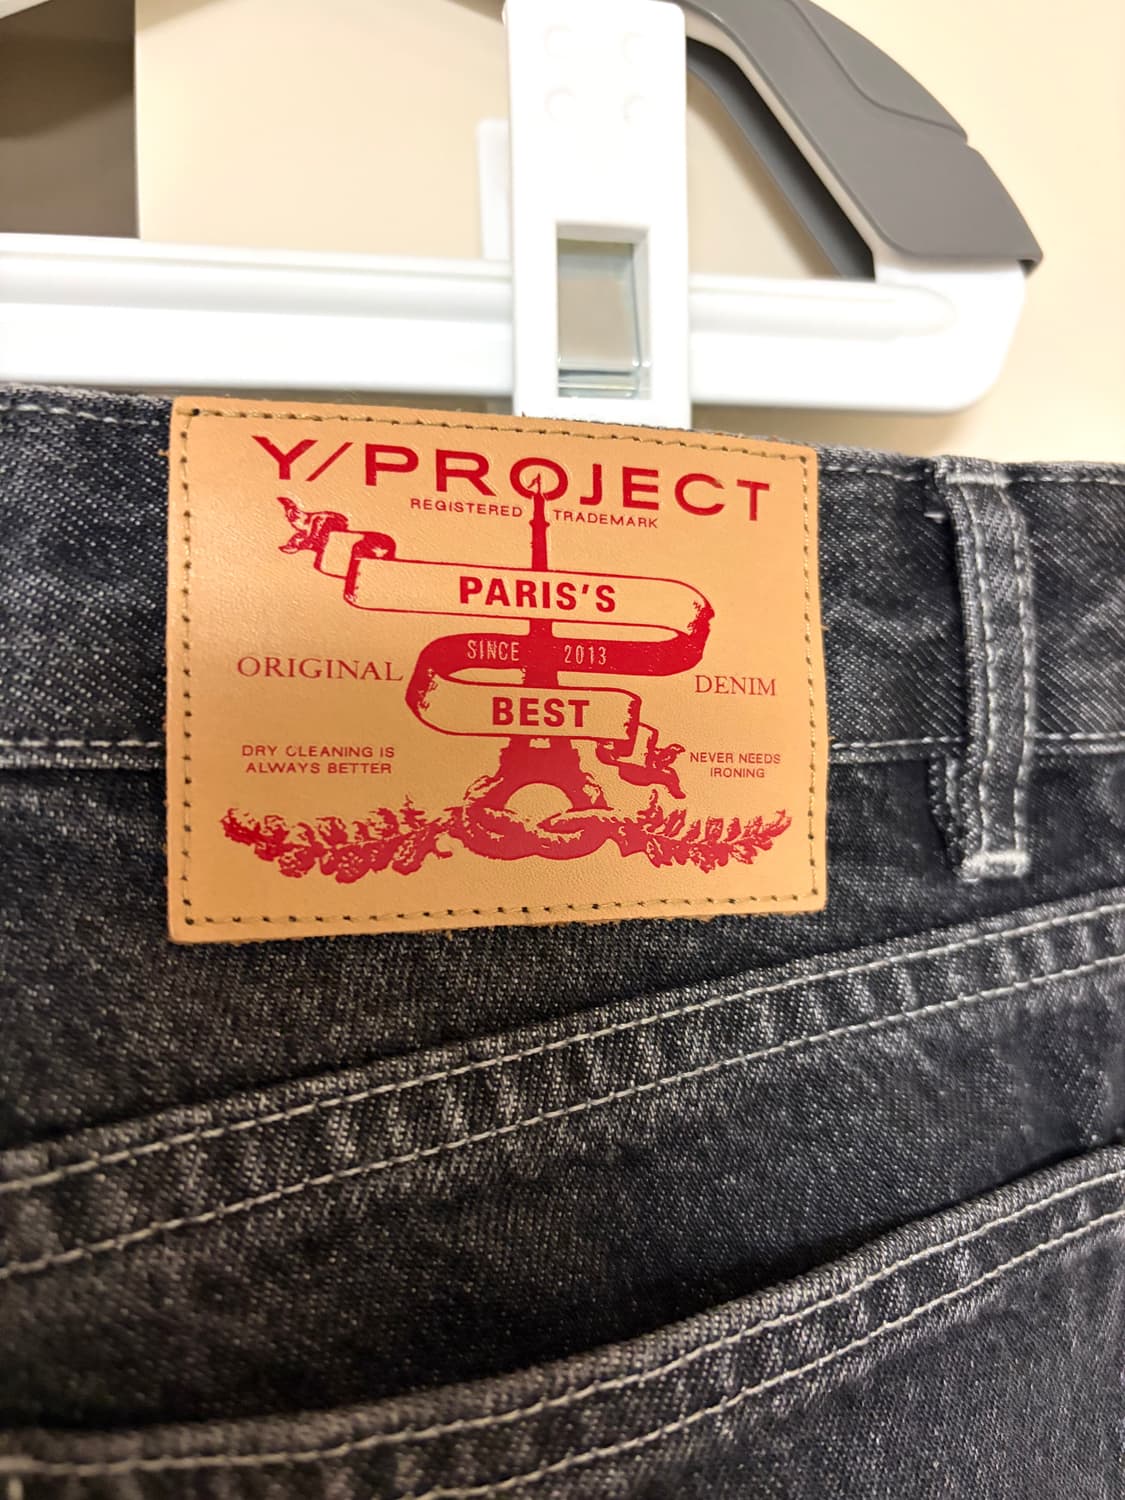 Y/PROJECT
REGISTERED TRADEMARK
PARIS'S
SINCE 2013
ORIGINAL DENIM
BEST
DRY CLEANING IS
ALWAYS BETTER
NEVER NEEDS
IRONING